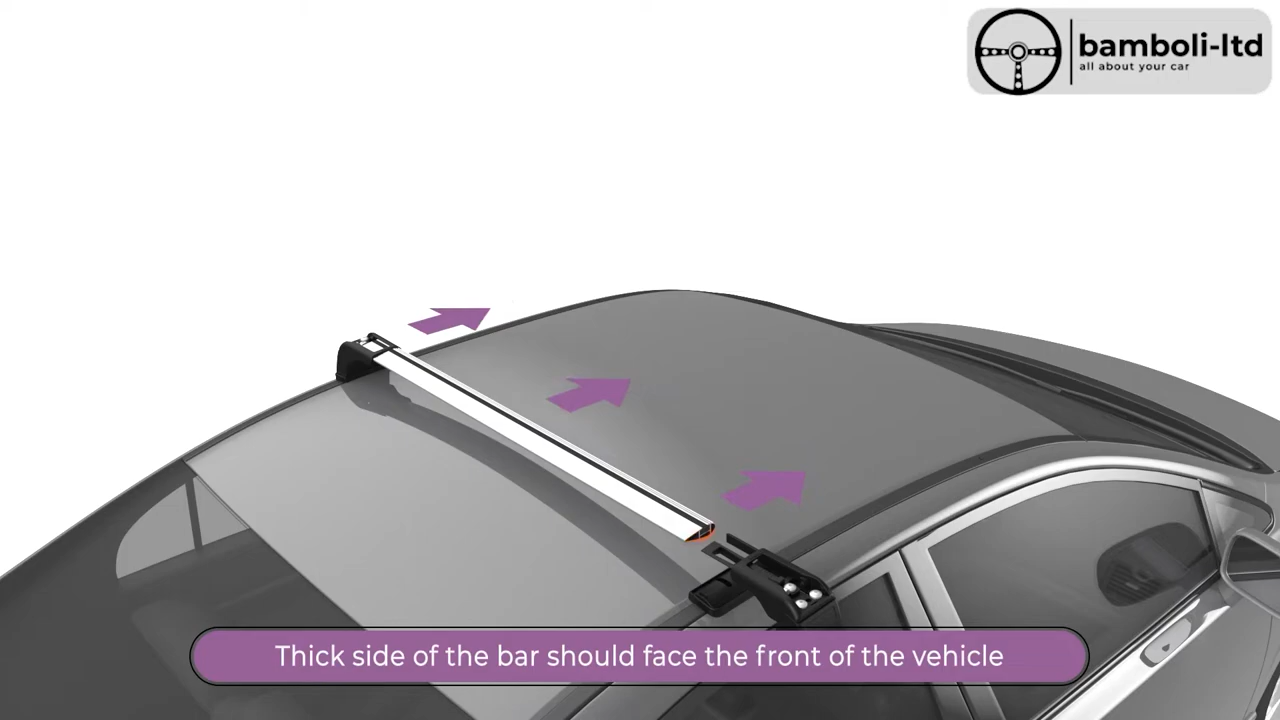 bamboli-ltd
all about your car
Thick side of the bar should face the front of the vehicle